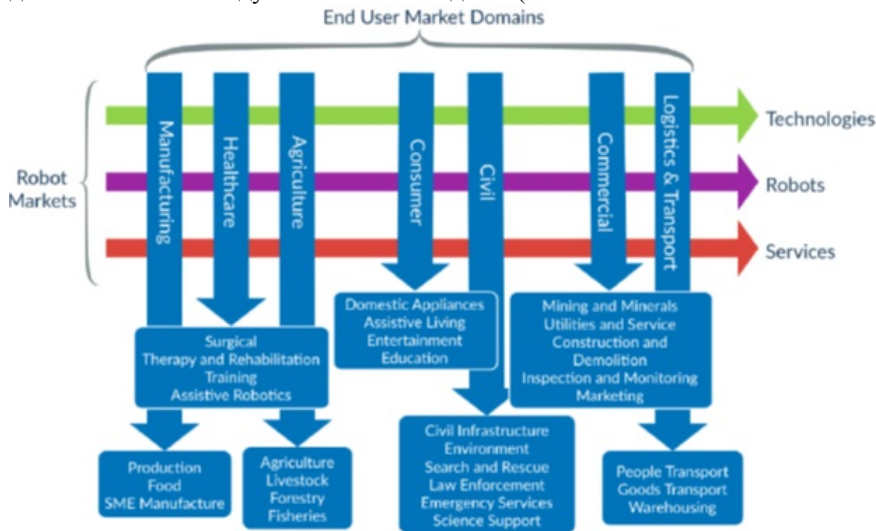 End User Market Domains
Manufacturing
Healthcare
Agriculture
Consumer
Civil
Commercial
Logistics & Transport
Robot
Markets
Technologies
Robots
Services
Domestic Appliances
Assistive Living
Entertainment
Education
Mining and Minerals
Utilities and Service
Construction and
Demolition
Inspection and Monitoring
Marketing
Surgical
Therapy and Rehabilitation
Training
Assistive Robotics
Production
Food
SME Manufacture
Agriculture
Livestock
Forestry
Fisheries
Civil Infrastructure
Environment
Search and Rescue
Law Enforcement
Emergency Services
Science Support
People Transport
Goods Transport
Warehousing